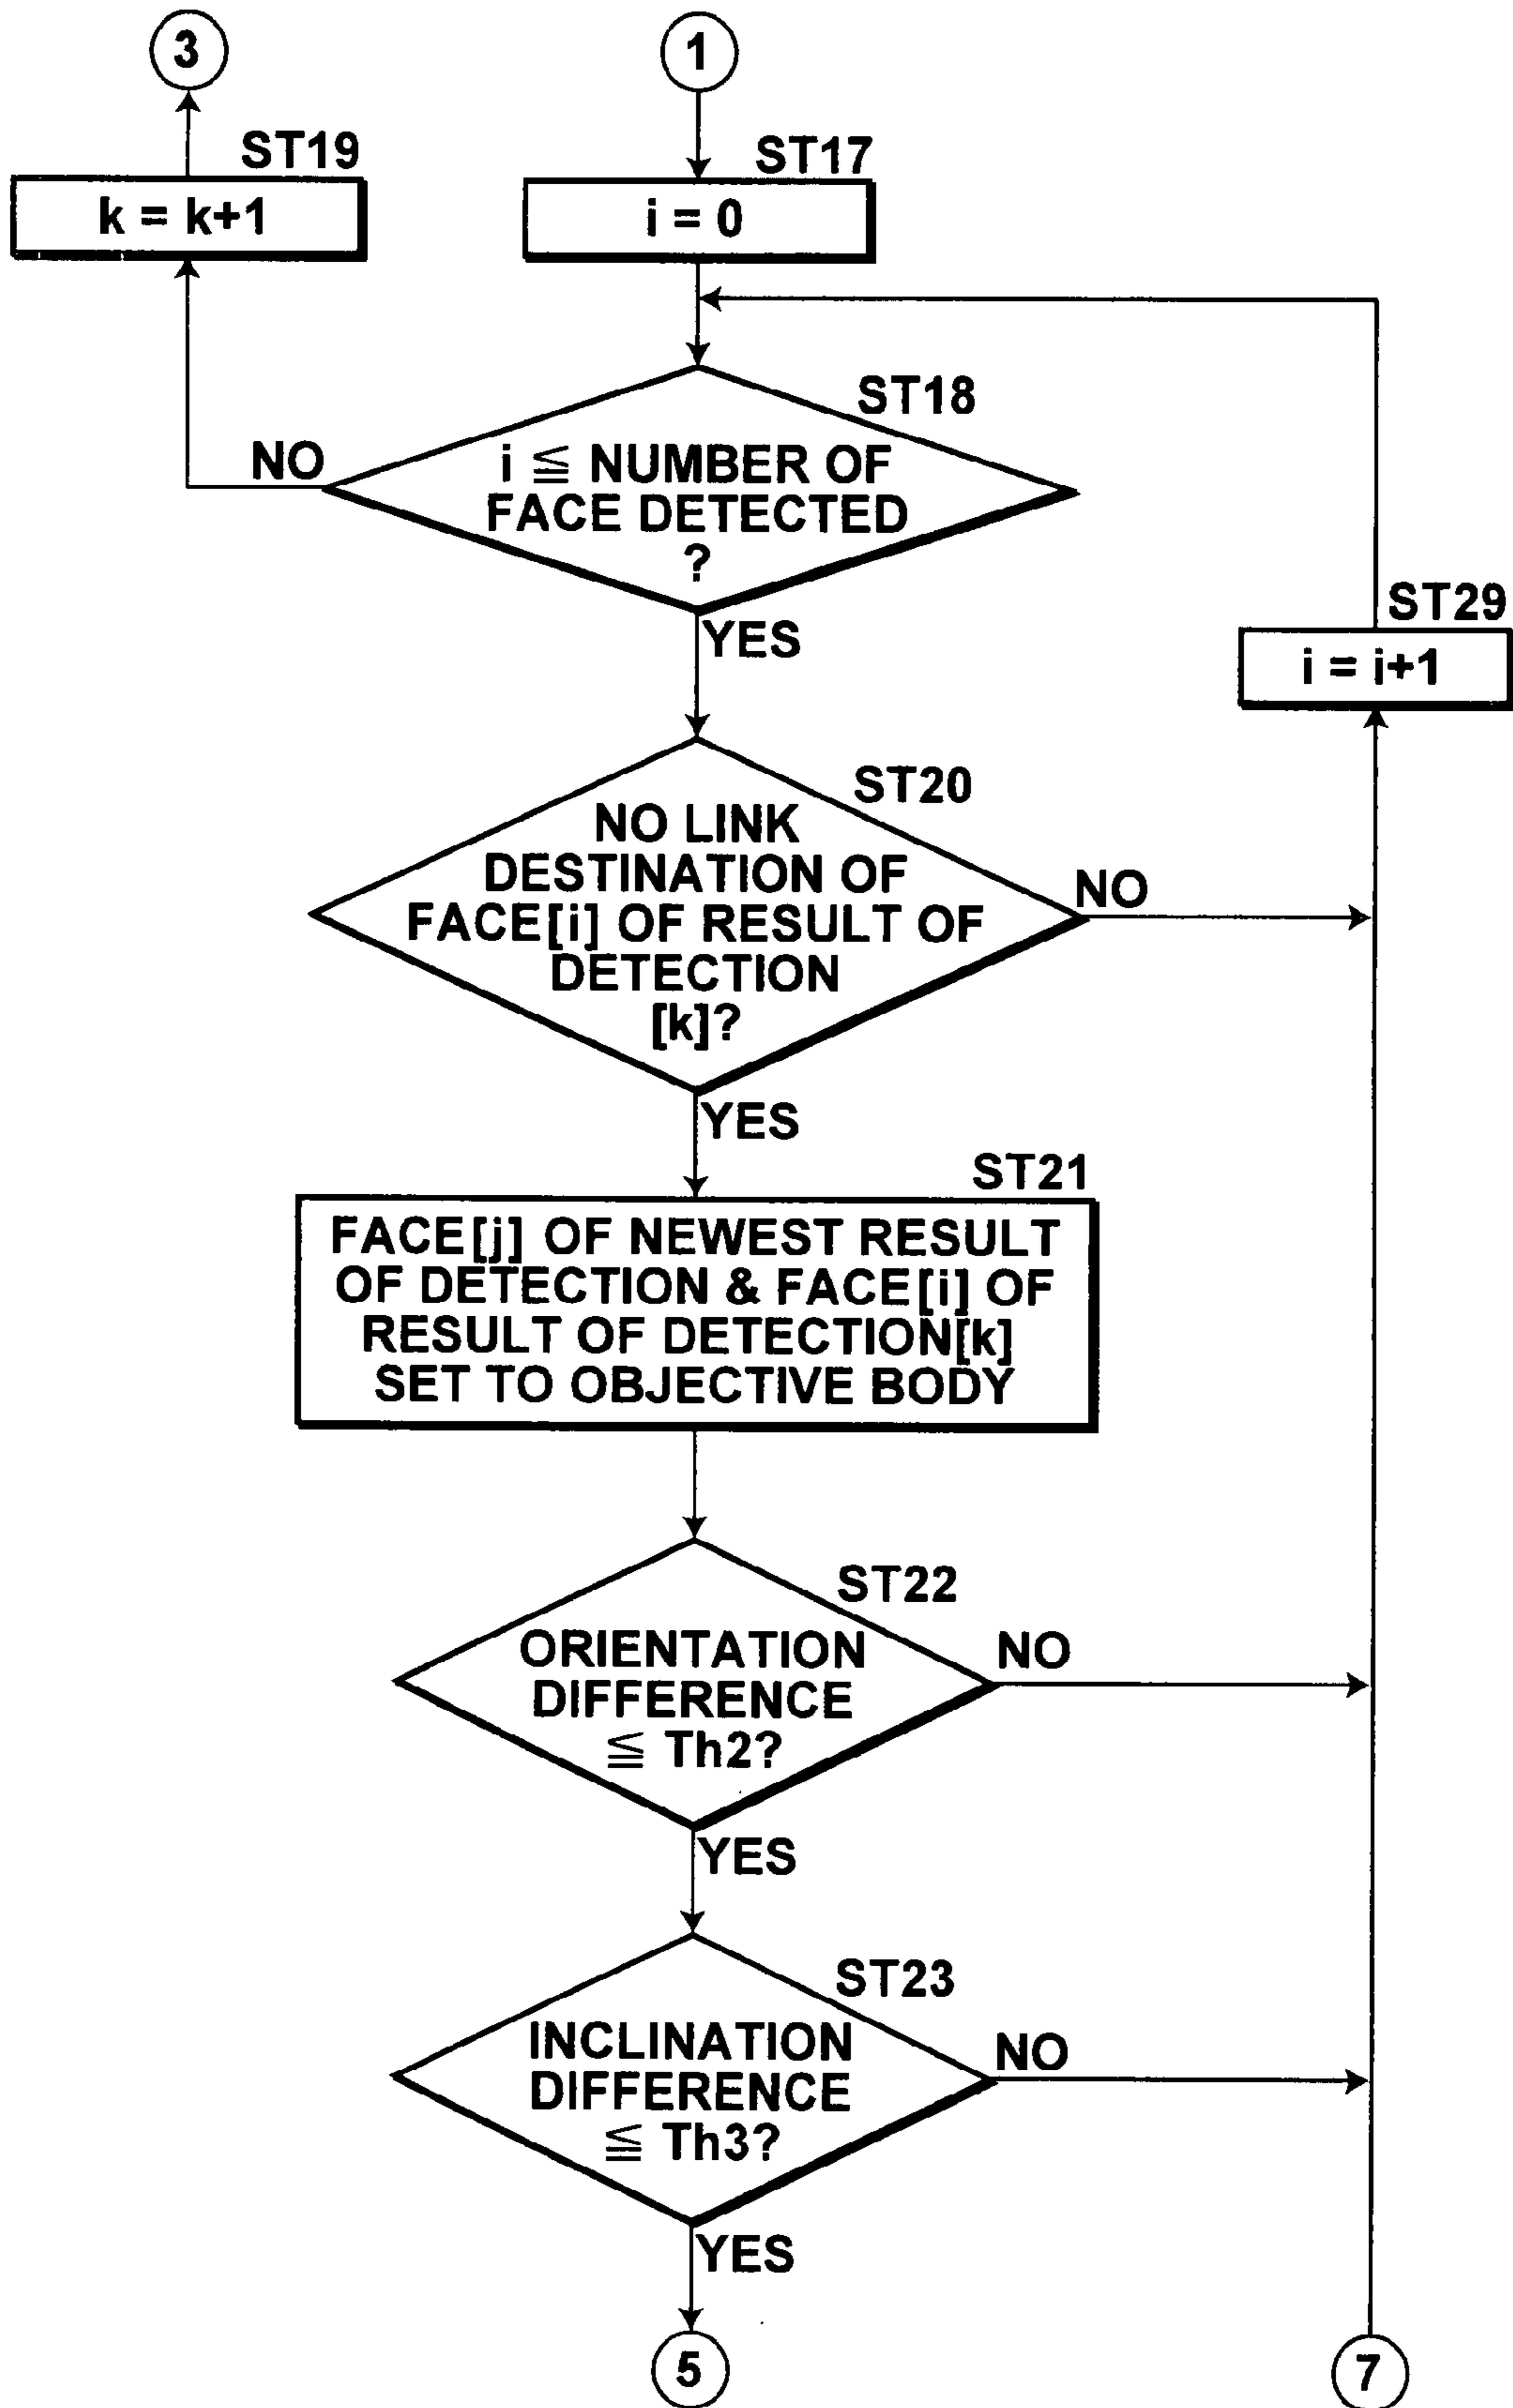 3
1
ST19
k = k+1
ST17
i = 0
ST18
NO
i ≦ NUMBER OF
FACE DETECTED
?
YES
ST29
i = i+1
ST20
NO LINK
DESTINATION OF
FACE[i] OF RESULT OF
DETECTION
[k]?
NO
YES
ST21
FACE[j] OF NEWEST RESULT
OF DETECTION & FACE[i] OF
RESULT OF DETECTION[k]
SET TO OBJECTIVE BODY
ST22
ORIENTATION
DIFFERENCE
≦ Th2?
NO
YES
ST23
INCLINATION
DIFFERENCE
≦ Th3?
NO
YES
5
7